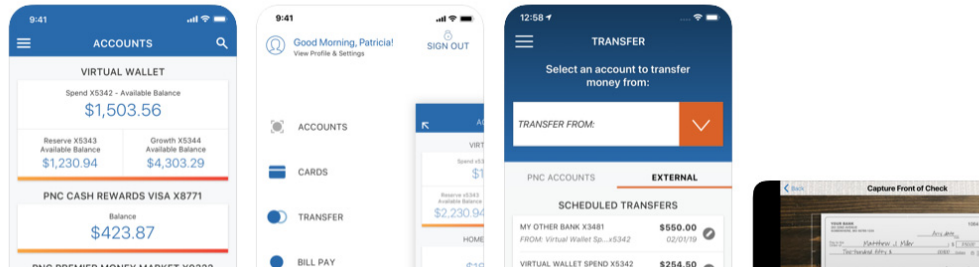 9:41
ACCOUNTS
VIRTUAL WALLET
Spend X5342 - Available Balance
$1,503.56
Reserve X5343
Available Balance
$1,230.94
Growth X5344
Available Balance
$4,303.29
PNC CASH REWARDS VISA X8771
Balance
$423.87
9:41
Good Morning, Patricia!
View Profile & Settings
SIGN OUT
ACCOUNTS
CARDS
TRANSFER
BILL PAY
VIRT
$2,230.94
HOME
12:58
TRANSFER
Select an account to transfer
money from:
TRANSFER FROM:
PNC ACCOUNTS
EXTERNAL
SCHEDULED TRANSFERS
MY OTHER BANK X3481
$550.00
FROM: Virtual Wallet Sp...x5342
02/01/19
VIRTUAL WALLET SPEND X5342
$254.50
Back
Capture Front of Check